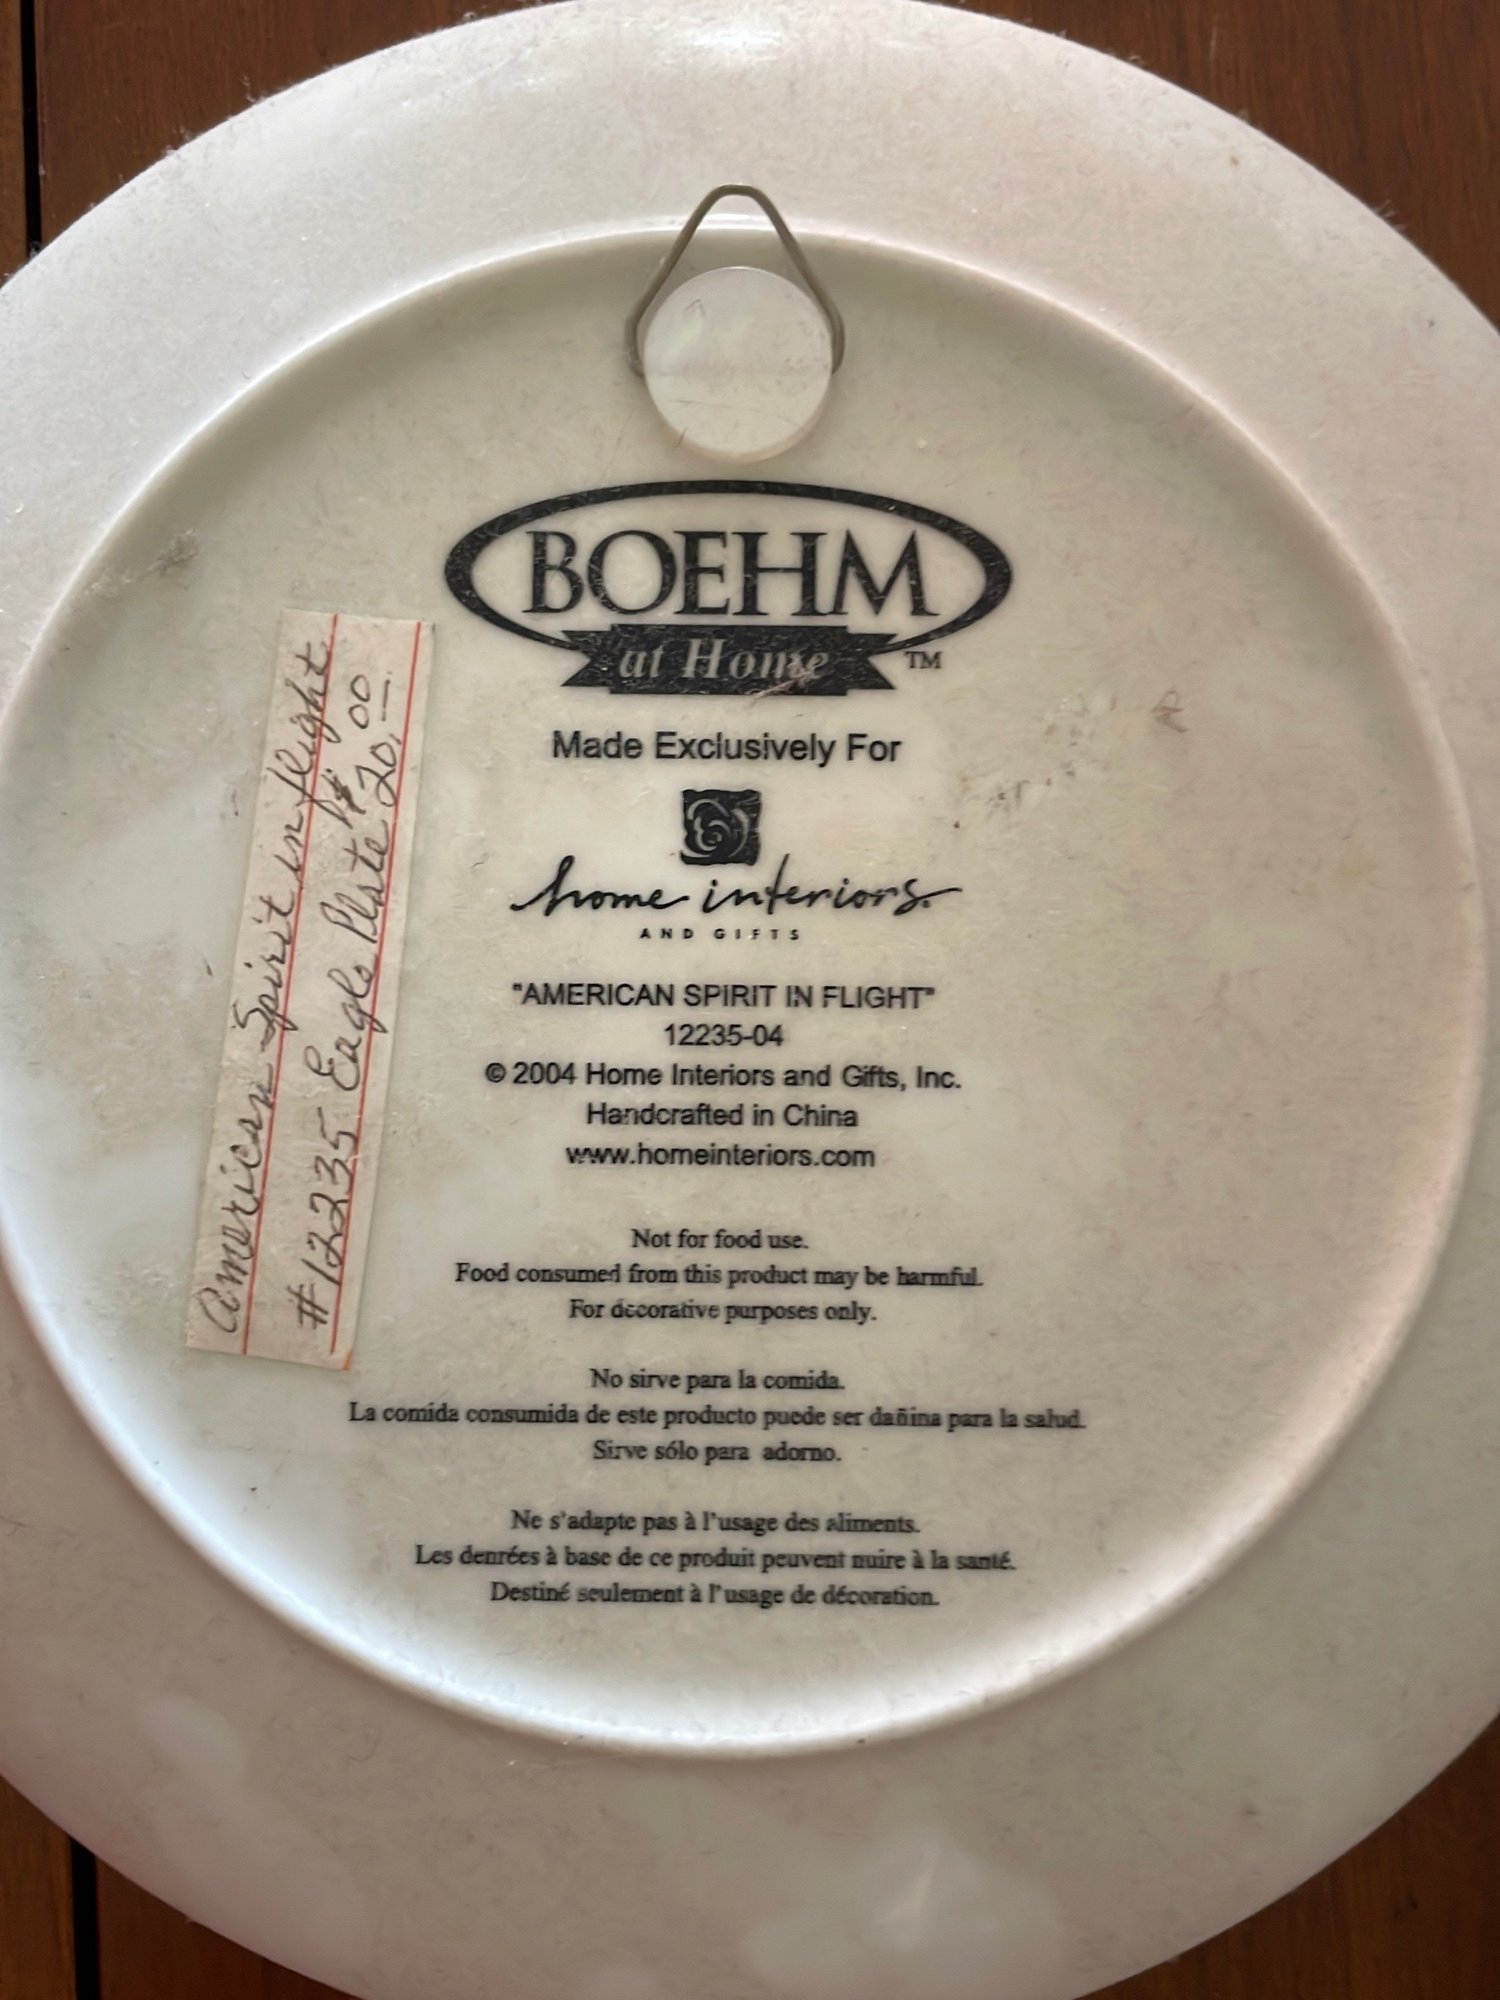 BOEHM
at Home TM
Made Exclusively For
home interiors
AND GIFTS
"AMERICAN SPIRIT IN FLIGHT"
12235-04
© 2004 Home Interiors and Gifts, Inc.
Handcrafted in China
www.homeinteriors.com
Not for food use.
Food consumed from this product may be harmful.
For decorative purposes only.
No sirve para la comida.
La comida consumida de este producto puede ser dañina para la salud.
Sirve sólo para adorno.
Ne s'adapte pas à l'usage des aliments.
Les denrées à base de ce produit peuvent nuire à la santé.
Destiné seulement à l'usage de décoration.
American Spirit in flight
#12235 Eagle Plate $20.00